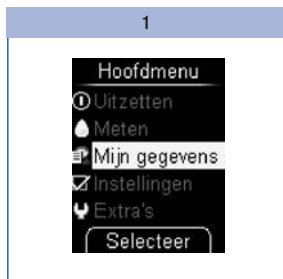 1
Hoofdmenu
Uitzetten
Meten
Mijn gegevens
Instellingen
Extra's
Selecteer